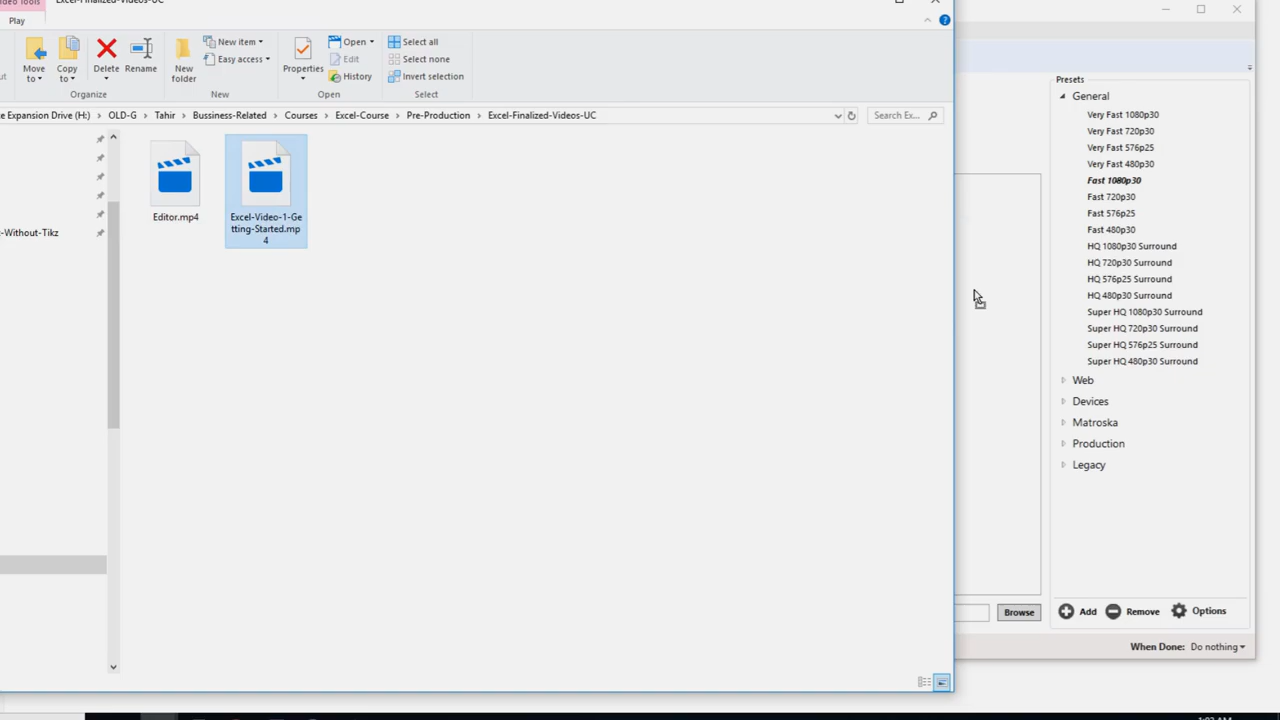 Excel-Finalized-Videos-UC
Play
Move to
Copy to
Delete
Rename
New folder
New item
Easy access
Properties
Open
Edit
History
Select all
Select none
Invert selection
Organize
New
Open
Select
Expansion Drive (H:) OLD-G Tahir Bussiness-Related Courses Excel-Course Pre-Production Excel-Finalized-Videos-UC
Search Ex...
-Without-Tikz
Editor.mp4
Excel-Video-1-Ge
tting-Started.mp
4
Presets
General
Very Fast 1080p30
Very Fast 720p30
Very Fast 576p25
Very Fast 480p30
Fast 1080p30
Fast 720p30
Fast 576p25
Fast 480p30
HQ 1080p30 Surround
HQ 720p30 Surround
HQ 576p25 Surround
HQ 480p30 Surround
Super HQ 1080p30 Surround
Super HQ 720p30 Surround
Super HQ 576p25 Surround
Super HQ 480p30 Surround
Web
Devices
Matroska
Production
Legacy
Browse
Add
Remove
Options
When Done: Do nothing